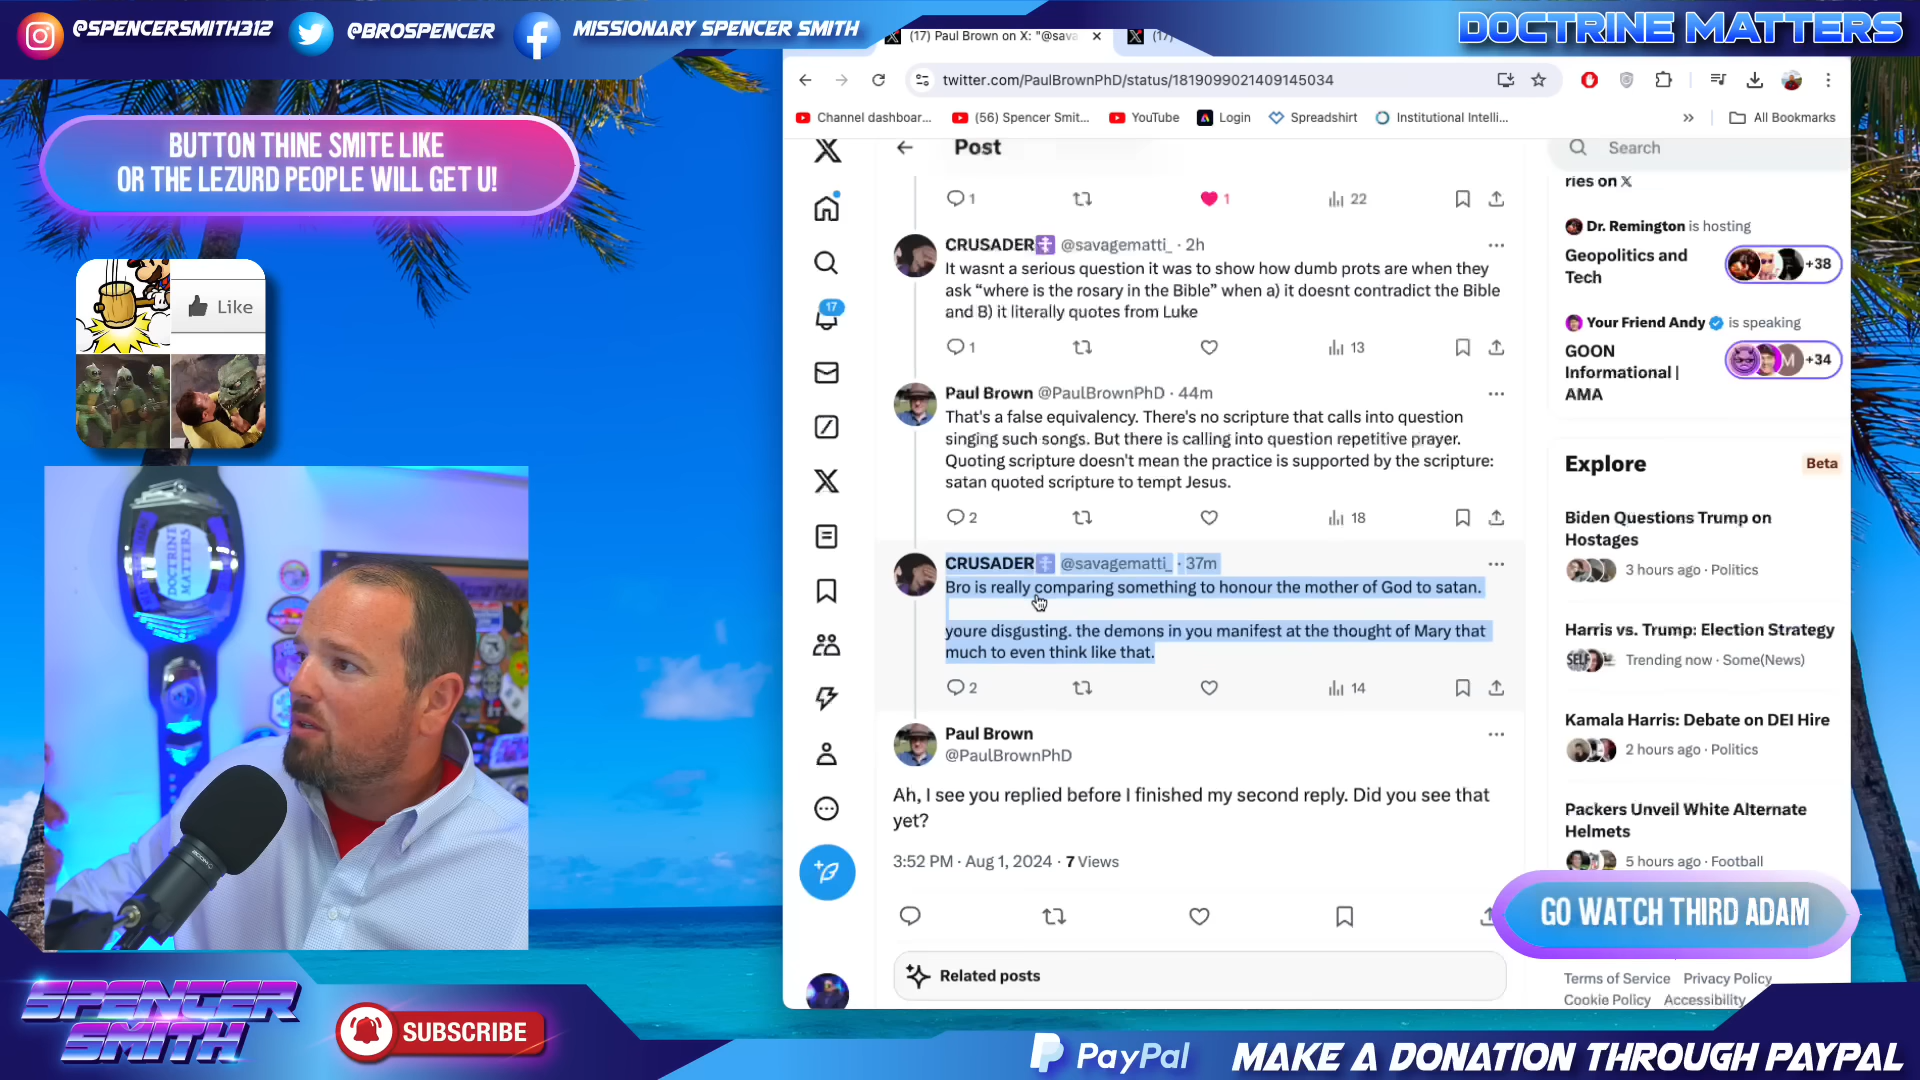 @SPENCERSMITH312
@BROSPENCER
MISSIONARY SPENCER SMITH
DOCTRINE MATTERS
(17) Paul Brown on X: "@sava
(17)
twitter.com/PaulBrownPhD/status/1819099021409145034
Channel dashboar...
(56) Spencer Smit...
YouTube
Login
Spreadshirt
Institutional Intelli...
All Bookmarks
BUTTON THINE SMITE LIKE
OR THE LEZURD PEOPLE WILL GET U!
Like
DOCTRINE
MATTERS
Post
Search
ries on X
1
1
22
CRUSADER @savagematti_ · 2h
It wasnt a serious question it was to show how dumb prots are when they
ask “where is the rosary in the Bible” when a) it doesnt contradict the Bible
and B) it literally quotes from Luke
1
13
Paul Brown @PaulBrownPhD · 44m
That's a false equivalency. There's no scripture that calls into question
singing such songs. But there is calling into question repetitive prayer.
Quoting scripture doesn't mean the practice is supported by the scripture:
satan quoted scripture to tempt Jesus.
2
18
CRUSADER @savagematti_ · 37m
Bro is really comparing something to honour the mother of God to satan.
youre disgusting. the demons in you manifest at the thought of Mary that
much to even think like that.
2
14
Paul Brown
@PaulBrownPhD
Ah, I see you replied before I finished my second reply. Did you see that
yet?
3:52 PM · Aug 1, 2024 · 7 Views
Related posts
17
Dr. Remington is hosting
Geopolitics and
Tech
+38
Your Friend Andy is speaking
GOON
Informational |
AMA
+34
Explore
Beta
Biden Questions Trump on
Hostages
3 hours ago · Politics
Harris vs. Trump: Election Strategy
Trending now · Some(News)
Kamala Harris: Debate on DEI Hire
2 hours ago · Politics
Packers Unveil White Alternate
Helmets
5 hours ago · Football
GO WATCH THIRD ADAM
Terms of Service Privacy Policy
Cookie Policy Accessibility
SPENCER
SMITH
SUBSCRIBE
PayPal
MAKE A DONATION THROUGH PAYPAL